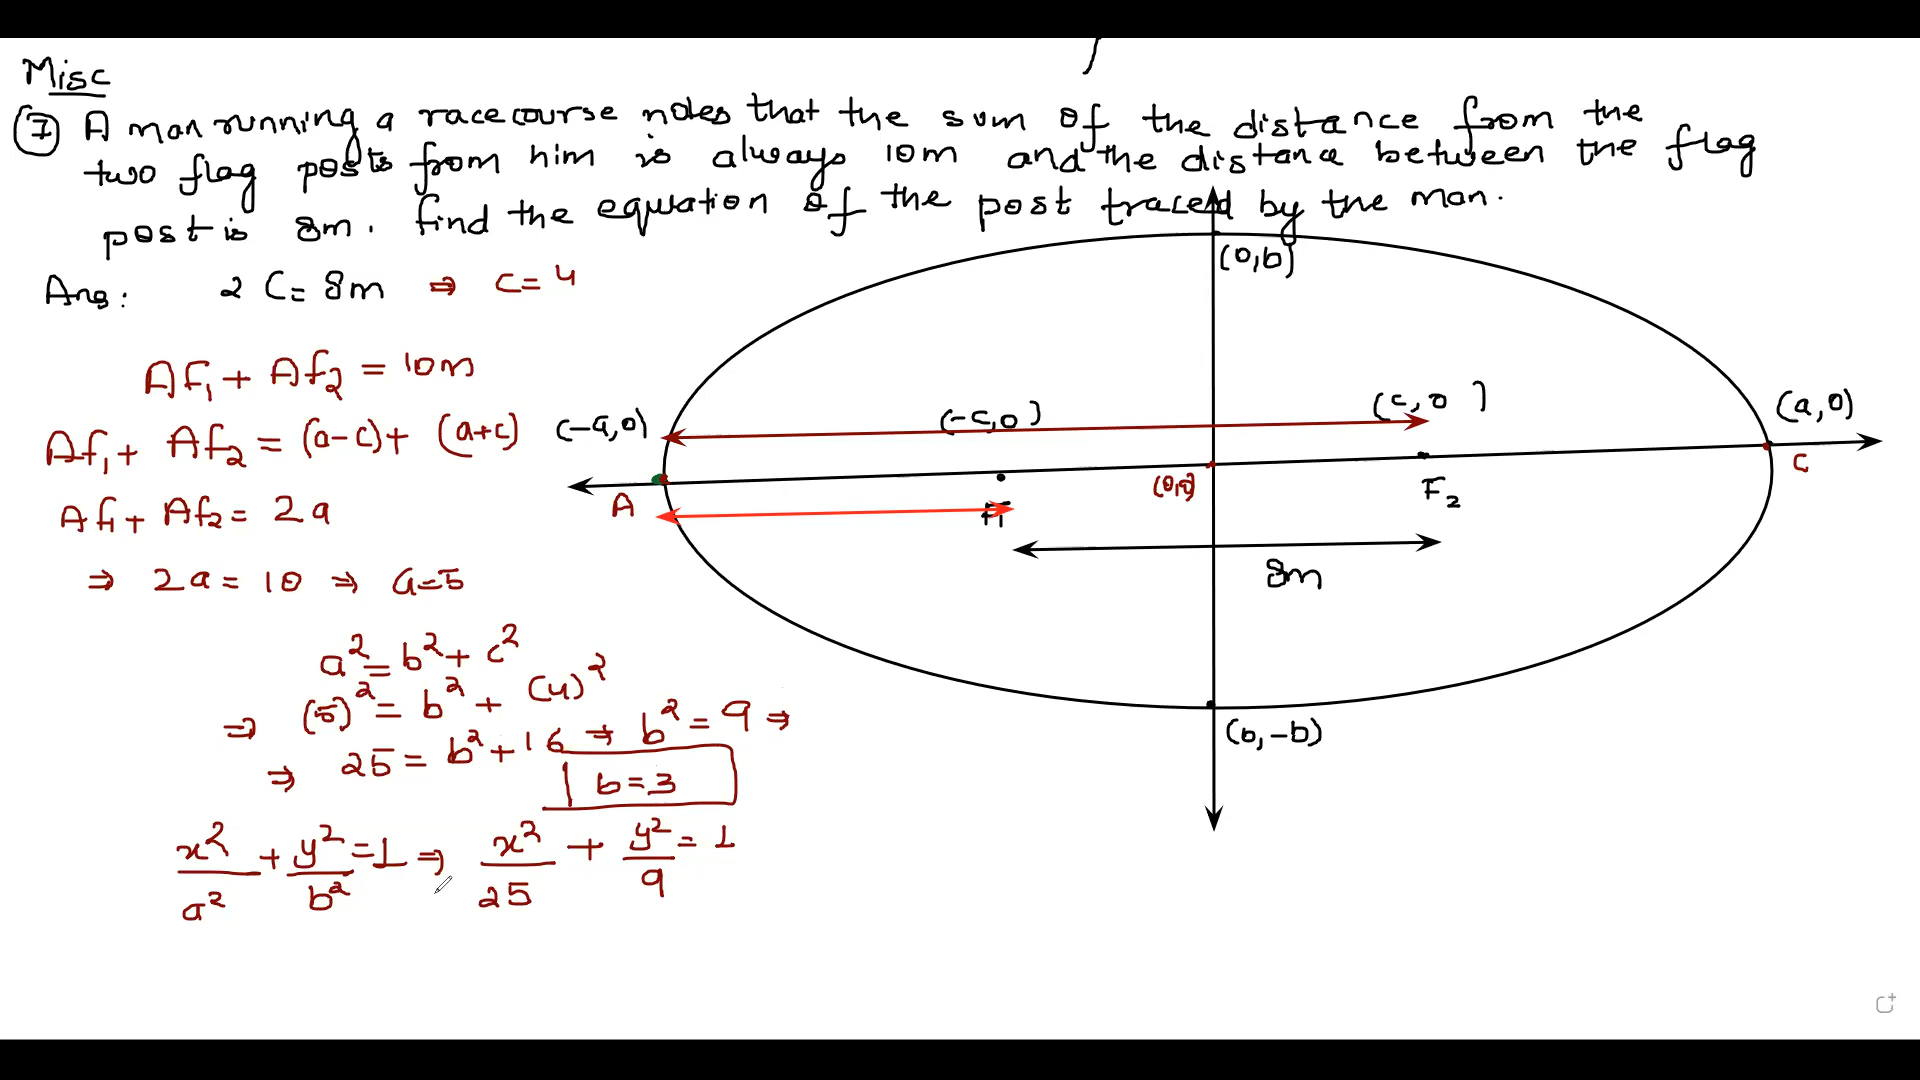 Misc
(7) A man running a racecourse notes that the sum of the distance from the
two flag posts from him is always 10m and the distance between the flag
post is 8m. find the equation of the post traced by the man.
Ans: 2C = 8m ⇒ c = 4
AF₁ + Af₂ = 10m
Af₁ + Af₂ = (a-c) + (a+c)
Af₁ + Af₂ = 2a
⇒ 2a = 10 ⇒ a=5
a² = b² + c²
⇒ (5)² = b² + (4)²
⇒ 25 = b² + 16 ⇒ b² = 9 ⇒
b = 3
x²/a² + y²/b² = 1 ⇒ x²/25 + y²/9 = 1
(0,b)
(-a,0) (-c,0) (c,0) (a,0)
A F₁ (0,0) F₂ C
8m
(0,-b)